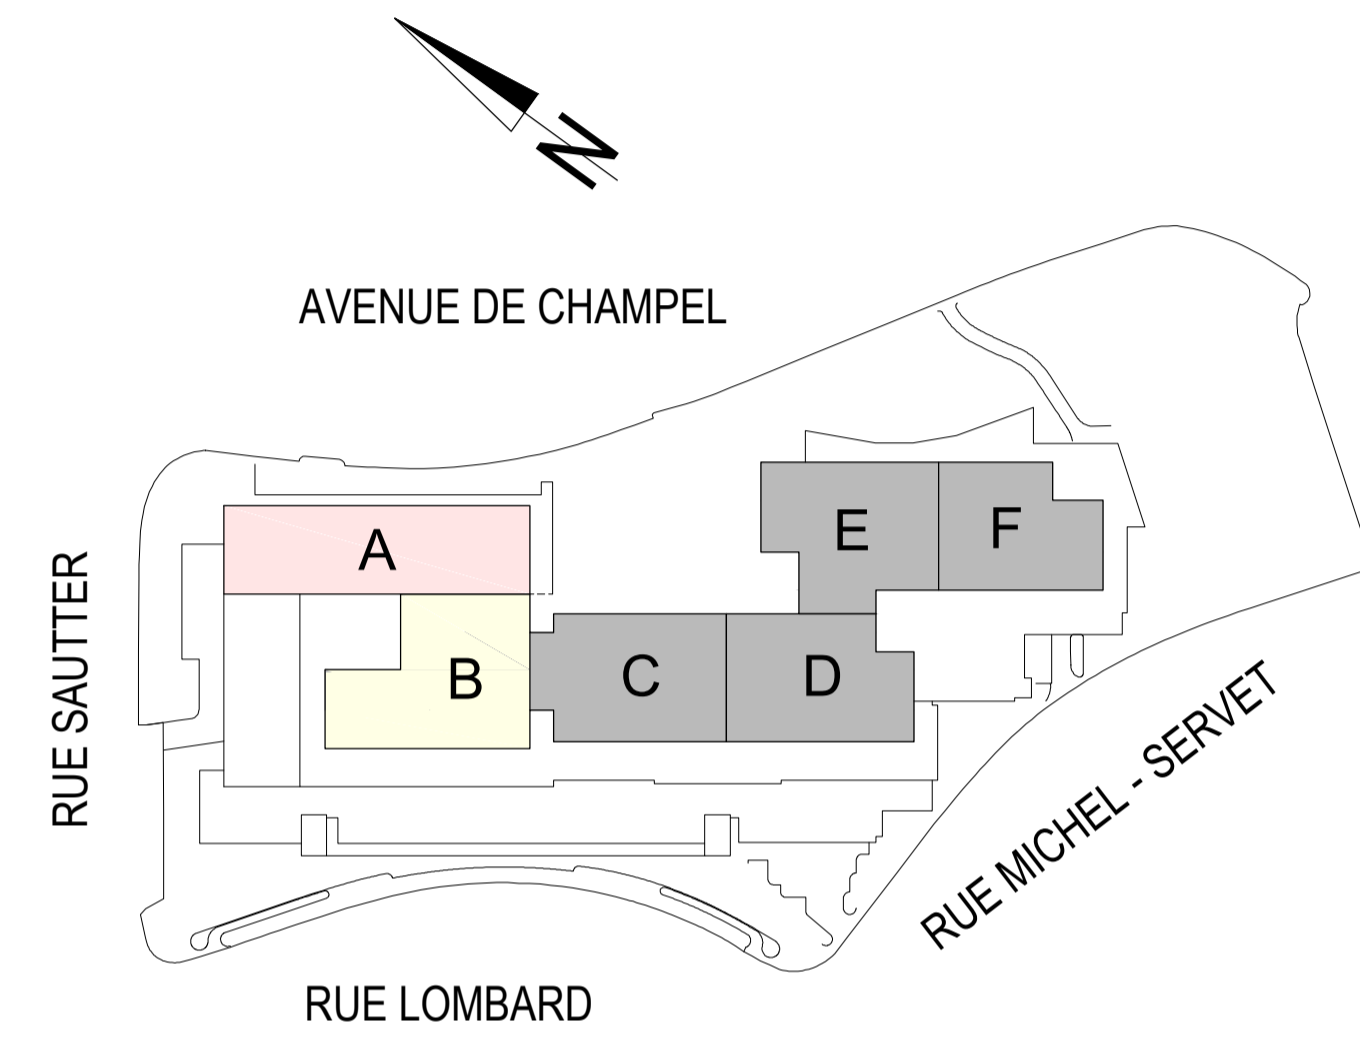 N
AVENUE DE CHAMPEL
E
F
A
B
C
D
RUE SAUTTER
RUE MICHEL - SERVET
RUE LOMBARD